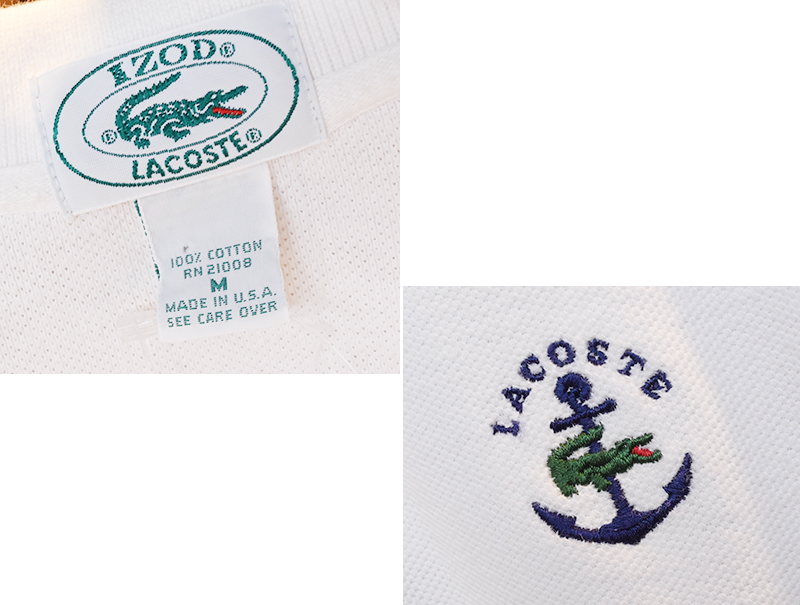 IZOD®
®
LACOSTE®
100% COTTON
RN 21008
M
MADE IN U.S.A.
SEE CARE OVER
LACOSTE